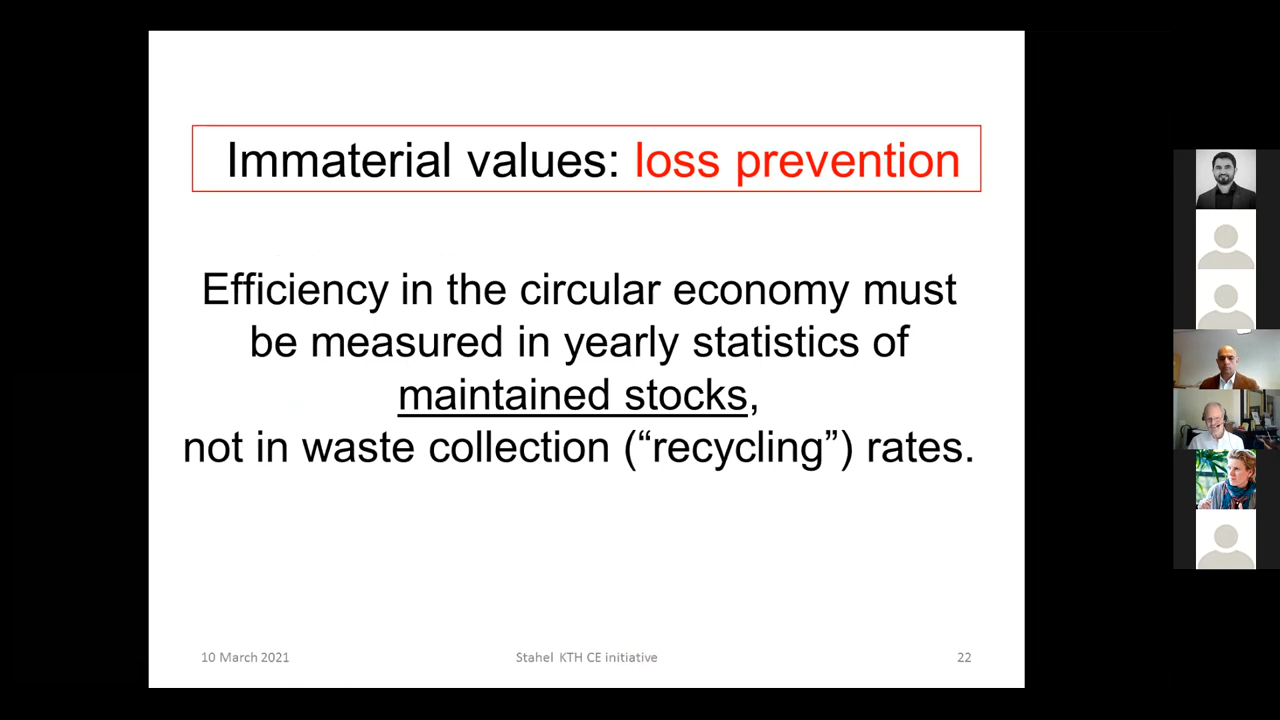 Immaterial values: loss prevention
Efficiency in the circular economy must
be measured in yearly statistics of
maintained stocks,
not in waste collection (“recycling”) rates.
10 March 2021
Stahel KTH CE initiative
22